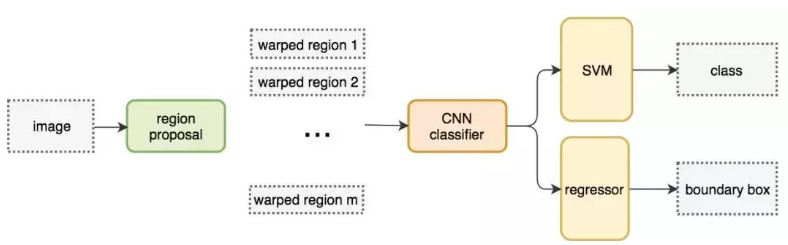 image
region
proposal
warped region 1
warped region 2
...
warped region m
CNN
classifier
SVM
class
regressor
boundary box